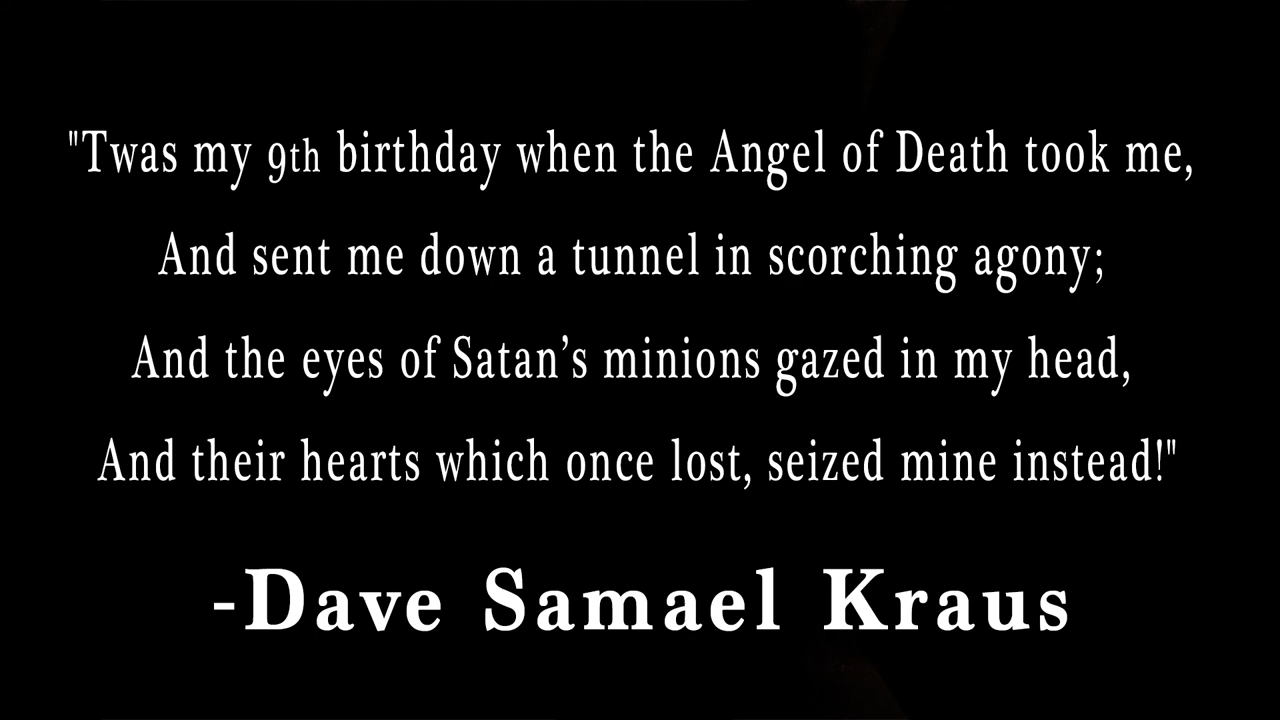 "Twas my 9th birthday when the Angel of Death took me,
And sent me down a tunnel in scorching agony;
And the eyes of Satan’s minions gazed in my head,
And their hearts which once lost, seized mine instead!"
-Dave Samael Kraus